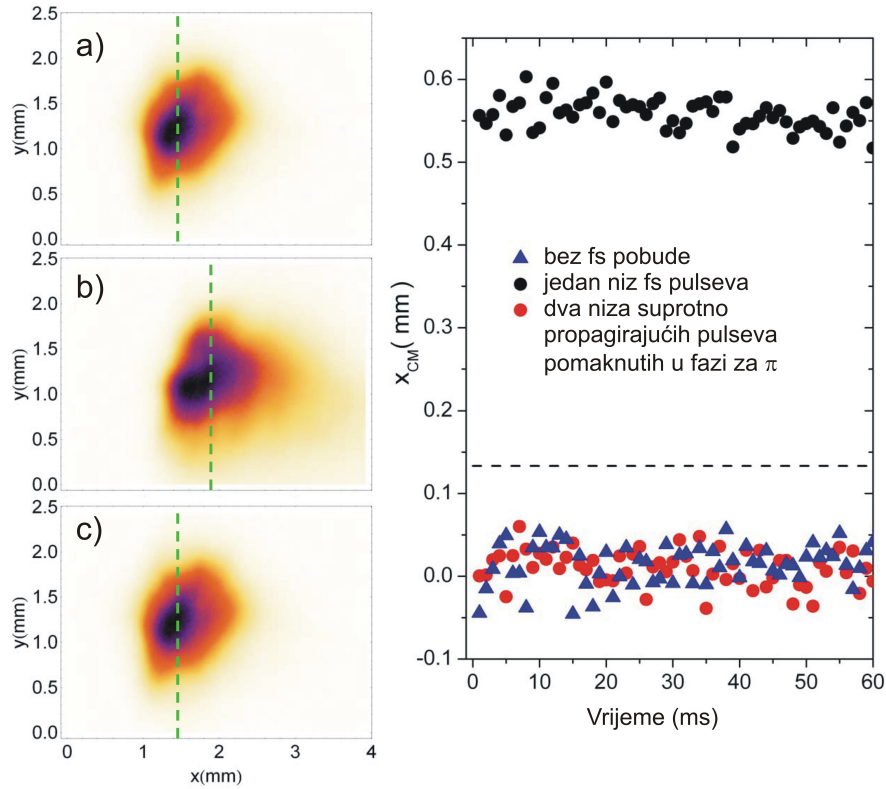 a)
2.5
2.0
1.5
1.0
0.5
0.0
y(mm)
b)
2.5
2.0
1.5
1.0
0.5
0.0
y(mm)
c)
2.5
2.0
1.5
1.0
0.5
0.0
y(mm)
0
1
2
3
4
x(mm)
0.6
0.5
0.4
0.3
0.2
0.1
0.0
-0.1
x_CM( mm )
bez fs pobude
jedan niz fs pulseva
dva niza suprotno
propagirajućih pulseva
pomaknutih u fazi za π
0
10
20
30
40
50
60
Vrijeme (ms)